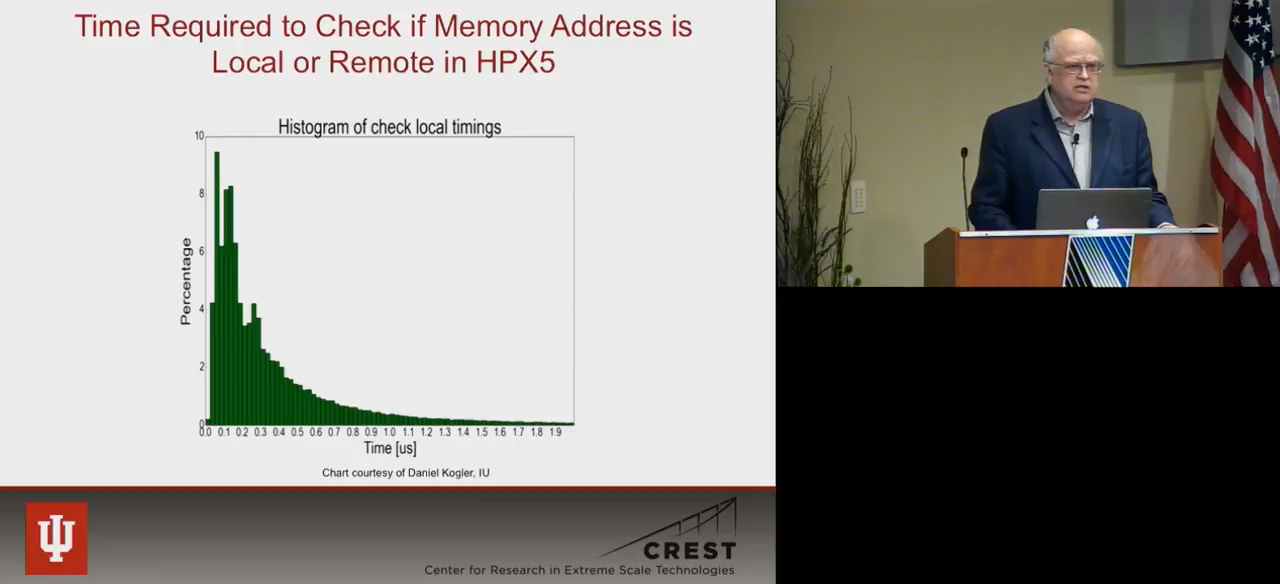 Time Required to Check if Memory Address is
Local or Remote in HPX5
Histogram of check local timings
10
8
6
4
2
0
Percentage
0.0 0.1 0.2 0.3 0.4 0.5 0.6 0.7 0.8 0.9 1.0 1.1 1.2 1.3 1.4 1.5 1.6 1.7 1.8 1.9
Time [us]
Chart courtesy of Daniel Kogler, IU
CREST
Center for Research in Extreme Scale Technologies